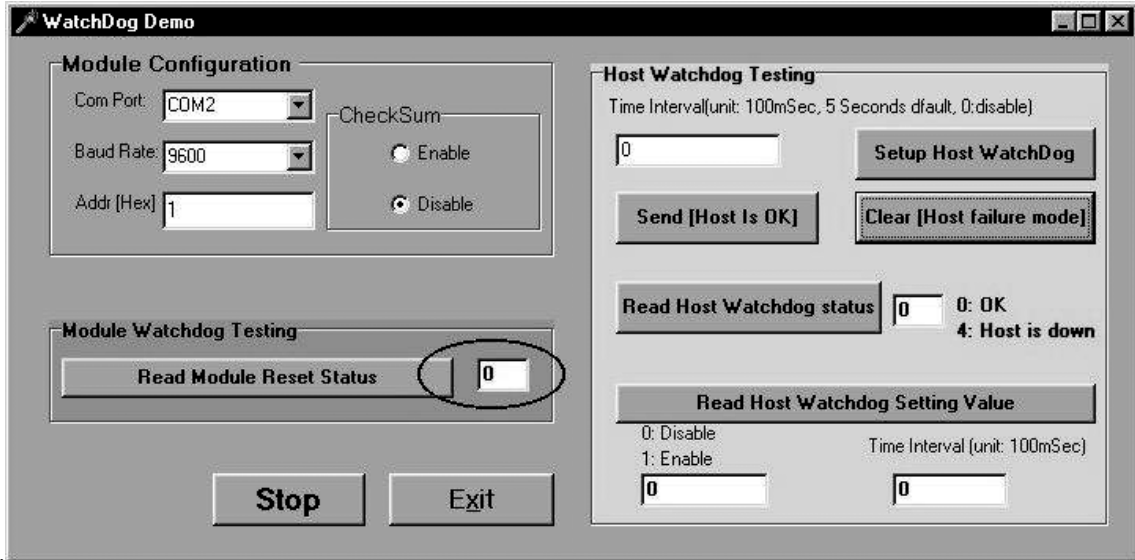 WatchDog Demo
Module Configuration
Com Port:
COM2
Baud Rate:
9600
Addr [Hex]
1
CheckSum
Enable
Disable
Module Watchdog Testing
Read Module Reset Status
0
Stop
Exit
Host Watchdog Testing
Time Interval(unit: 100mSec, 5 Seconds dfault, 0:disable)
0
Setup Host WatchDog
Send [Host Is OK]
Clear [Host failure mode]
Read Host Watchdog status
0
0: OK
4: Host is down
Read Host Watchdog Setting Value
0: Disable
1: Enable
0
Time Interval (unit: 100mSec)
0